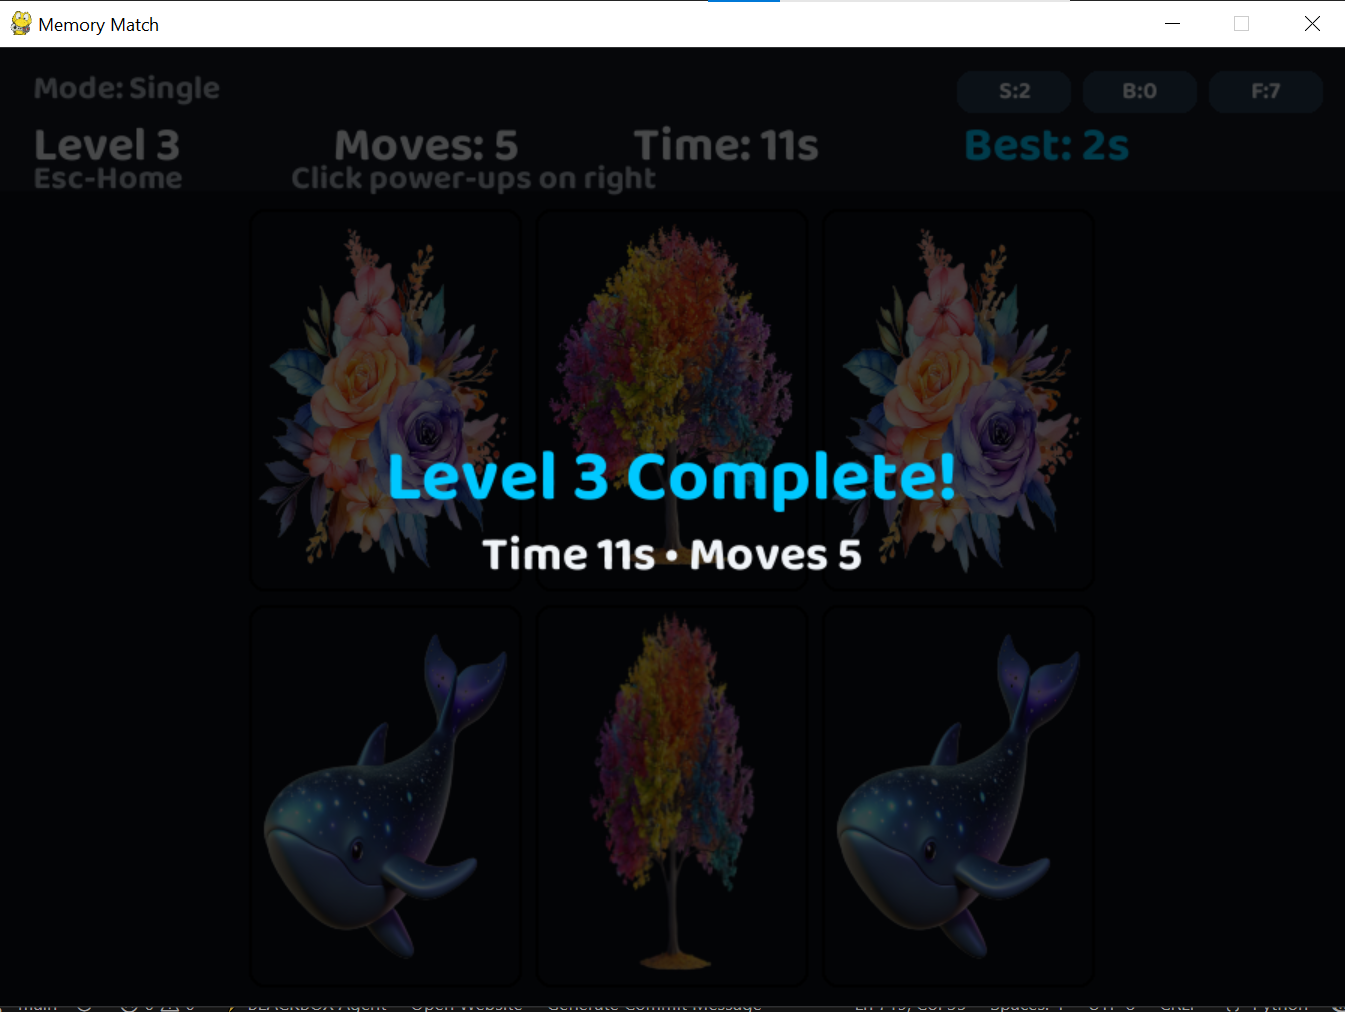 Memory Match
Mode: Single
S:2 B:0 F:7
Level 3 Moves: 5 Time: 11s Best: 2s
Esc-Home Click power-ups on right
Level 3 Complete!
Time 11s • Moves 5